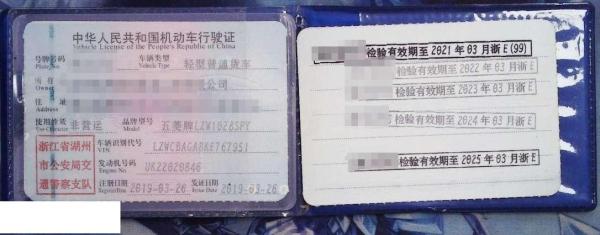 中华人民共和国机动车行驶证
Vehicle License of the People's Republic of China
号牌号码
Plate No.
车辆类型
Vehicle Type
轻型普通货车
所有
限公司
住 址
Address
使用性质
Use Character
非营运
品牌型号
Model
五菱牌LZW1028SPY
浙江省湖州
市公安局交
通警察支队
车辆识别代号
VIN
LZWCBAGA8KE767951
发动机号码
Engine No.
UK22020846
注册日期
Register Date
2019-03-26
发证日期
Issue Date
2019-03-26
检验有效期至2021年03月浙E(99)
检验有效期至2022年03月浙E
检验有效期至2023年03月浙E
检验有效期至2024年03月浙E
检验有效期至2025年03月浙E